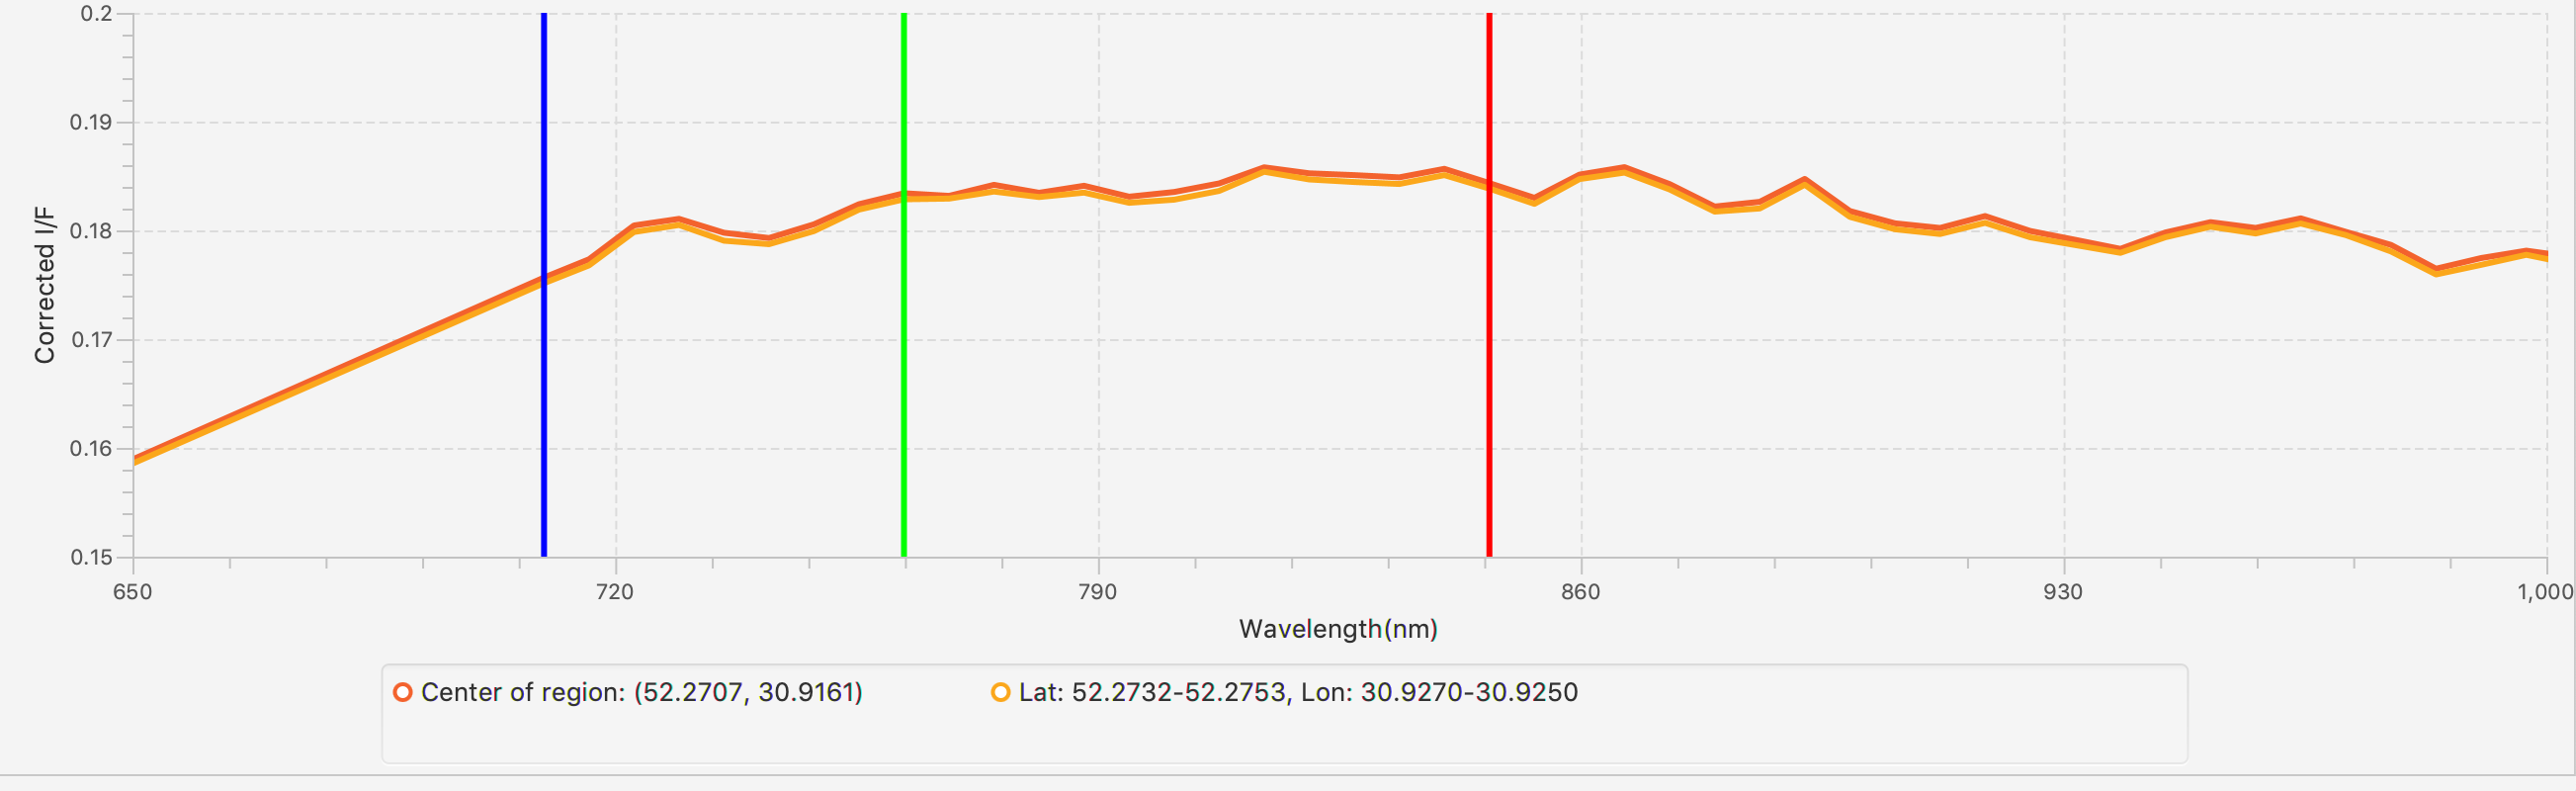 0.2
0.19
0.18
0.17
0.16
0.15
Corrected I/F
650 720 790 860 930 1,000
Wavelength(nm)
Center of region: (52.2707, 30.9161) Lat: 52.2732-52.2753, Lon: 30.9270-30.9250